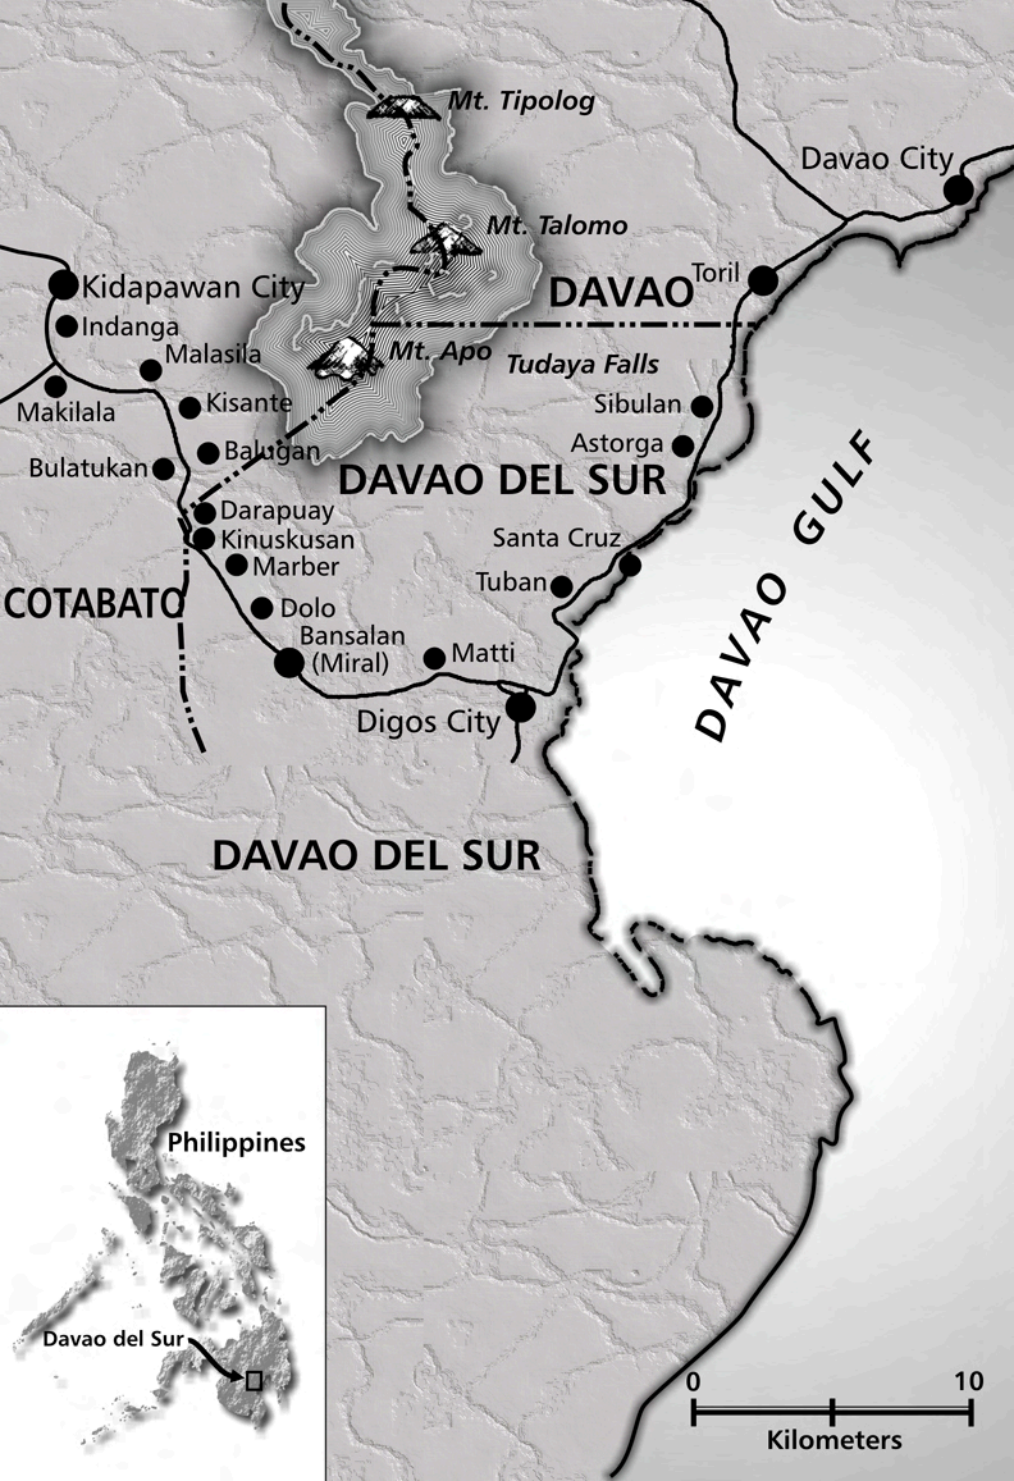 Mt. Tipolog
Davao City
Mt. Talomo
Toril
DAVAO
Kidapawan City
Indanga
Malasila
Mt. Apo
Tudaya Falls
Makilala
Kisante
Sibulan
Astorga
Balugan
Bulatukan
DAVAO DEL SUR
DAVAO GULF
Darapuay
Kinuskusan
Santa Cruz
Marber
Tuban
COTABATO
Dolo
Bansalan
(Miral)
Matti
Digos City
DAVAO DEL SUR
Philippines
Davao del Sur
0 10
Kilometers